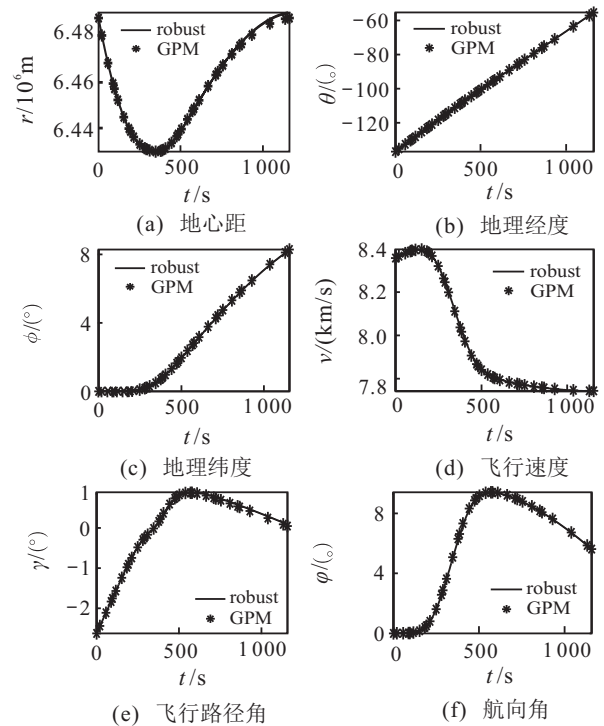 6.48
6.46
6.44
r/10⁶m
robust
GPM
0
500
1 000
t/s
(a) 地心距
−60
−80
−100
−120
θ/(。)
robust
GPM
0
500
1 000
t/s
(b) 地理经度
8
4
0
ϕ/(°)
robust
GPM
0
500
1 000
t/s
(c) 地理纬度
8.4
8.2
8.0
7.8
v/(km/s)
robust
GPM
0
500
1 000
t/s
(d) 飞行速度
1
0
−1
−2
γ/(°)
robust
GPM
0
500
1 000
t/s
(e) 飞行路径角
8
4
0
φ/(。)
robust
GPM
0
500
1 000
t/s
(f) 航向角